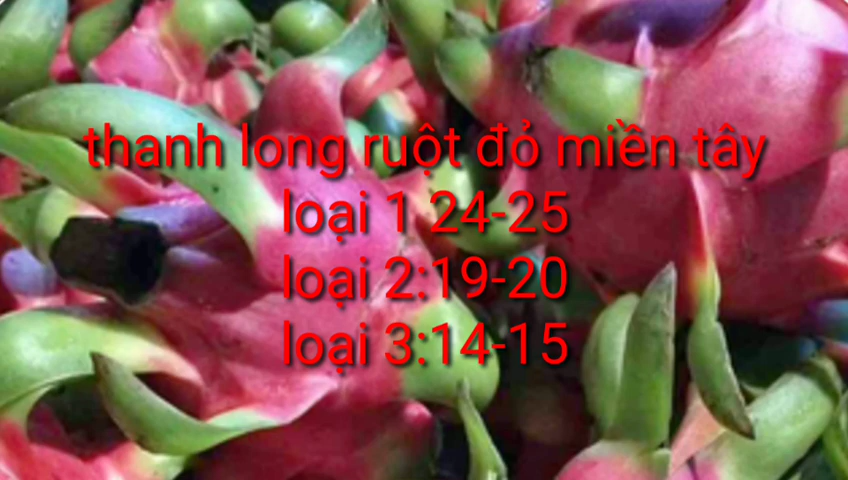 thanh long ruột đỏ miền tây
loại 1 24-25
loại 2:19-20
loại 3:14-15